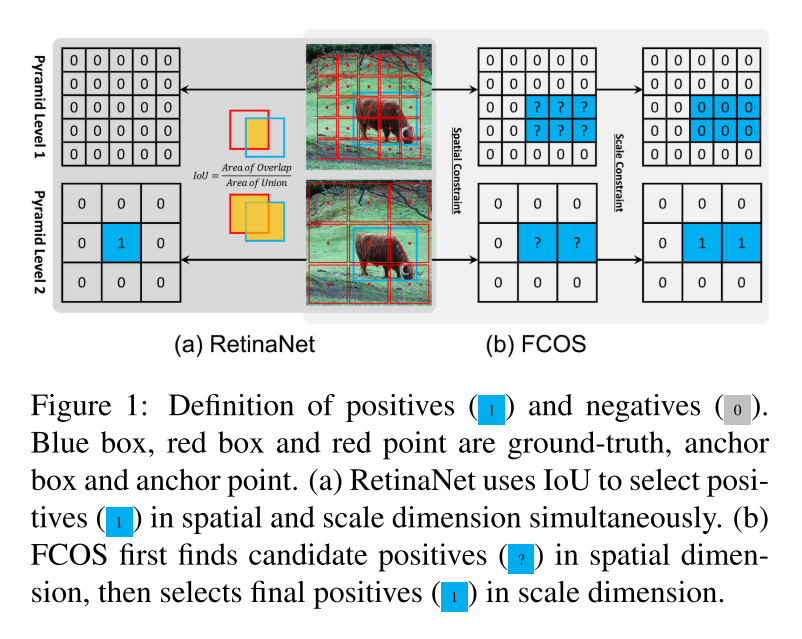 Pyramid Level 1
0 0 0 0 0
0 0 0 0 0
0 0 0 0 0
0 0 0 0 0
0 0 0 0 0
IoU = Area of Overlap / Area of Union
Spatial Constraint
0 0 0 0 0
0 0 0 0 0
0 0 ? ? ?
0 0 ? ? ?
0 0 0 0 0
Scale Constraint
0 0 0 0 0
0 0 0 0 0
0 0 0 0 0
0 0 0 0 0
0 0 0 0 0
Pyramid Level 2
0 0 0
0 1 0
0 0 0
0 0 0
0 ? ?
0 0 0
0 0 0
0 1 1
0 0 0
(a) RetinaNet
(b) FCOS
Figure 1: Definition of positives ( 1 ) and negatives ( 0 ).
Blue box, red box and red point are ground-truth, anchor
box and anchor point. (a) RetinaNet uses IoU to select posi-
tives ( 1 ) in spatial and scale dimension simultaneously. (b)
FCOS first finds candidate positives ( ? ) in spatial dimen-
sion, then selects final positives ( 1 ) in scale dimension.